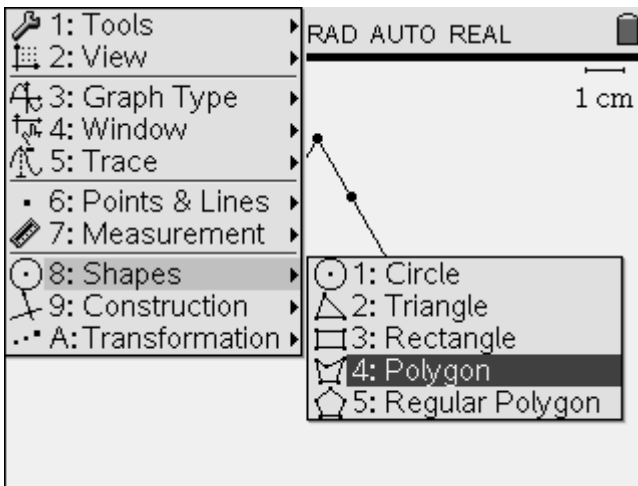 1: Tools
RAD AUTO REAL
2: View
1 cm
3: Graph Type
4: Window
5: Trace
6: Points & Lines
7: Measurement
8: Shapes
1: Circle
9: Construction
2: Triangle
A: Transformation
3: Rectangle
4: Polygon
5: Regular Polygon